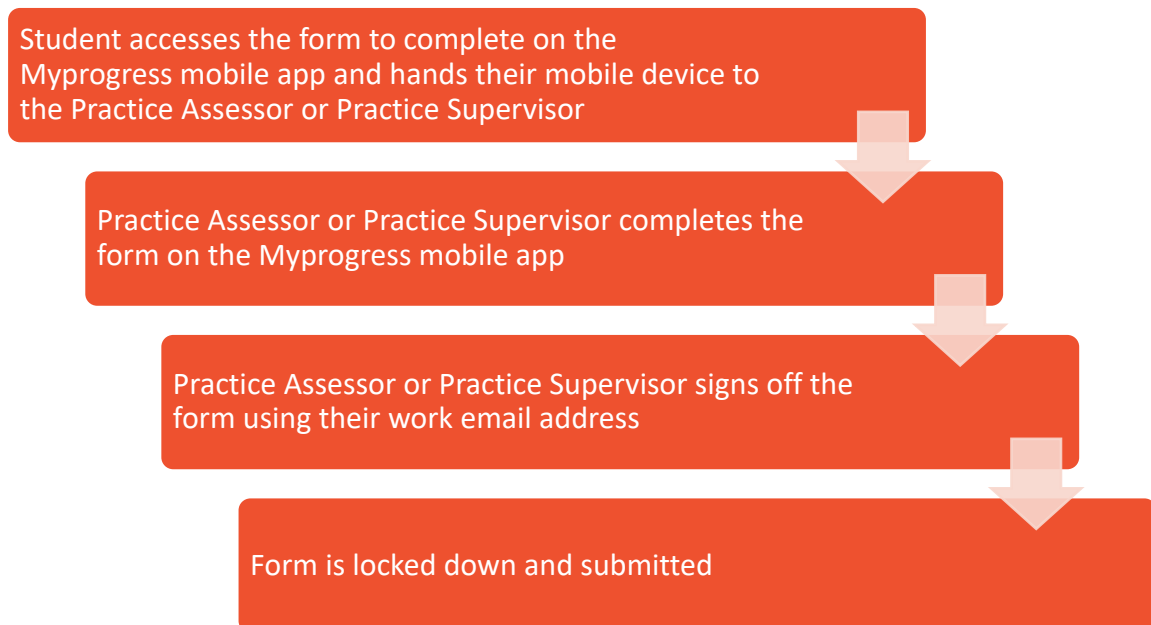 Student accesses the form to complete on the
Myprogress mobile app and hands their mobile device to
the Practice Assessor or Practice Supervisor
Practice Assessor or Practice Supervisor completes the
form on the Myprogress mobile app
Practice Assessor or Practice Supervisor signs off the
form using their work email address
Form is locked down and submitted